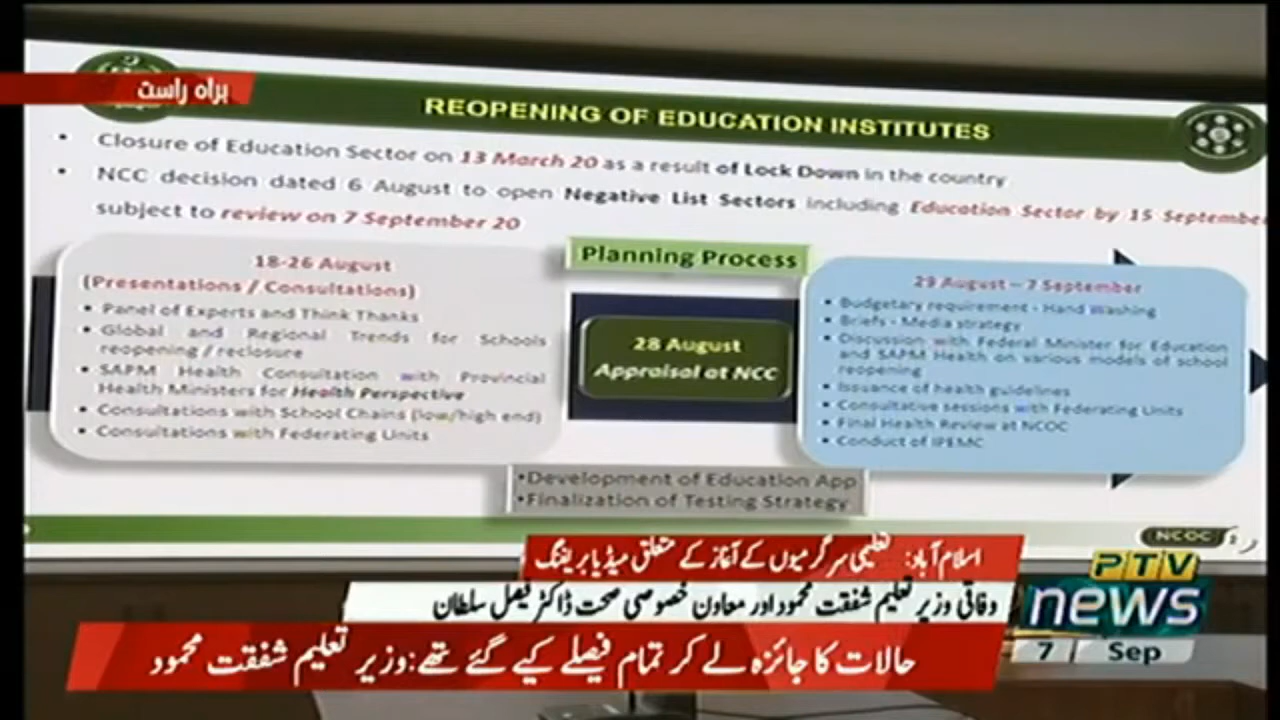 براہ راست
REOPENING OF EDUCATION INSTITUTES
• Closure of Education Sector on 13 March 20 as a result of Lock Down in the country
• NCC decision dated 6 August to open Negative List Sectors including Education Sector by 15 September
subject to review on 7 September 20
Planning Process
18-26 August
(Presentations / Consultations)
• Panel of Experts and Think Thanks
• Global and Regional Trends for Schools
reopening / reclosure
• SAPM Health Consultation with Provincial
Health Ministers for Health Perspective
• Consultations with School Chains (low/high end)
• Consultations with Federating Units
28 August
Appraisal at NCC
29 August – 7 September
• Budgetary requirement - Hand Washing
• Briefs - Media strategy
• Discussion with Federal Minister for Education
and SAPM Health on various models of school
reopening
• Issuance of health guidelines
• Consultative sessions with Federating Units
• Final Health Review at NCOC
• Conduct of IPEMC
• Development of Education App
• Finalization of Testing Strategy
NCOC
اسلام آباد: تعلیمی سرگرمیوں کے آغاز کے متعلق میڈیا بریفنگ
وفاقی وزیر تعلیم شفقت محمود اور معاون خصوصی صحت ڈاکٹر فیصل سلطان
حالات کا جائزہ لے کر تمام فیصلے کیے گئے تھے: وزیر تعلیم شفقت محمود
PTV
news
7 Sep